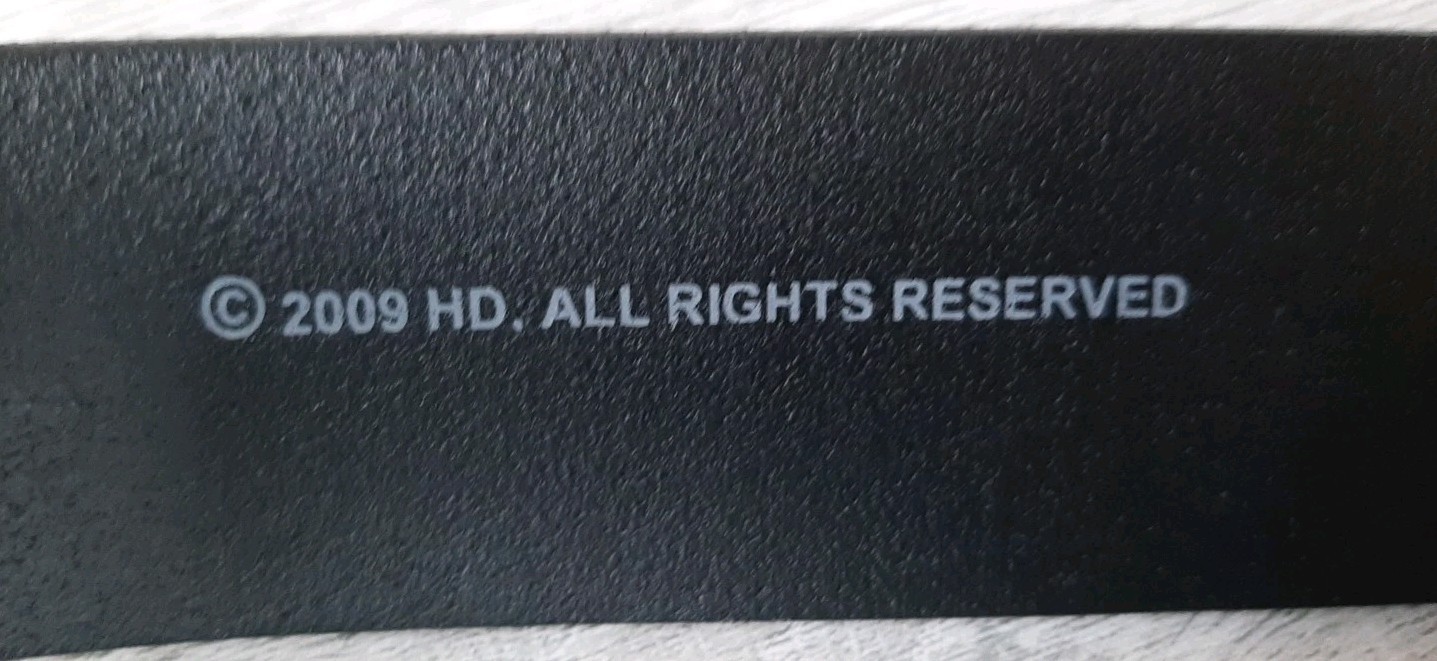 © 2009 HD. ALL RIGHTS RESERVED